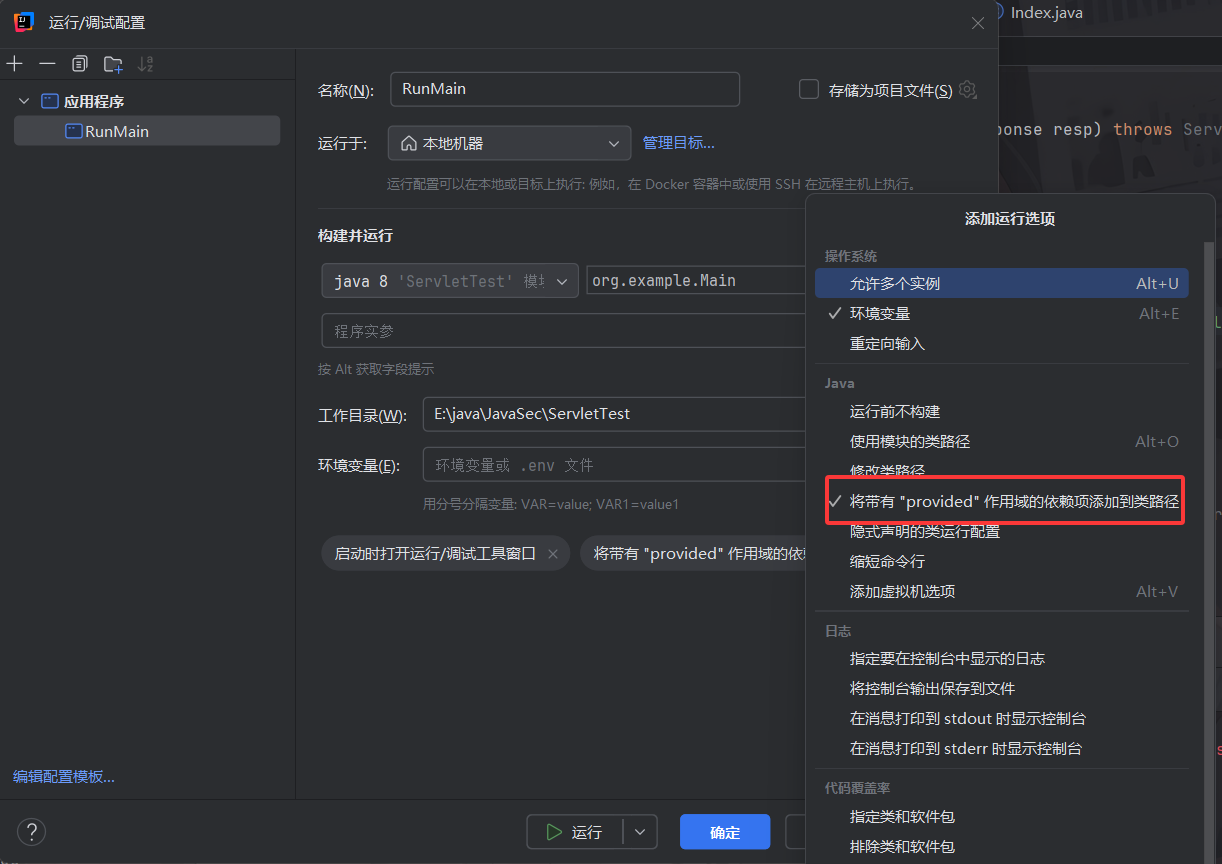 运行/调试配置
Index.java
应用程序
RunMain
名称(N):
RunMain
存储为项目文件(S)
运行于:
本地机器
管理目标...
运行配置可以在本地或目标上执行: 例如，在 Docker 容器中或使用 SSH 在远程主机上执行。
resp) throws
构建并运行
java 8 'ServletTest'
org.example.Main
程序实参
按 Alt 获取字段提示
工作目录(W):
E:\java\JavaSec\ServletTest
环境变量(E):
环境变量或 .env 文件
用分号分隔变量: VAR=value; VAR1=value1
启动时打开运行/调试工具窗口
将带有 "provided" 作用域的
添加运行选项
操作系统
允许多个实例 Alt+U
环境变量 Alt+E
重定向输入
Java
运行前不构建
使用模块的类路径 Alt+O
修改类路径
将带有 "provided" 作用域的依赖项添加到类路径
隐式声明的类运行配置
缩短命令行
添加虚拟机选项 Alt+V
日志
指定要在控制台中显示的日志
将控制台输出保存到文件
在消息打印到 stdout 时显示控制台
在消息打印到 stderr 时显示控制台
代码覆盖率
指定类和软件包
排除类和软件包
编辑配置模板...
?
运行
确定